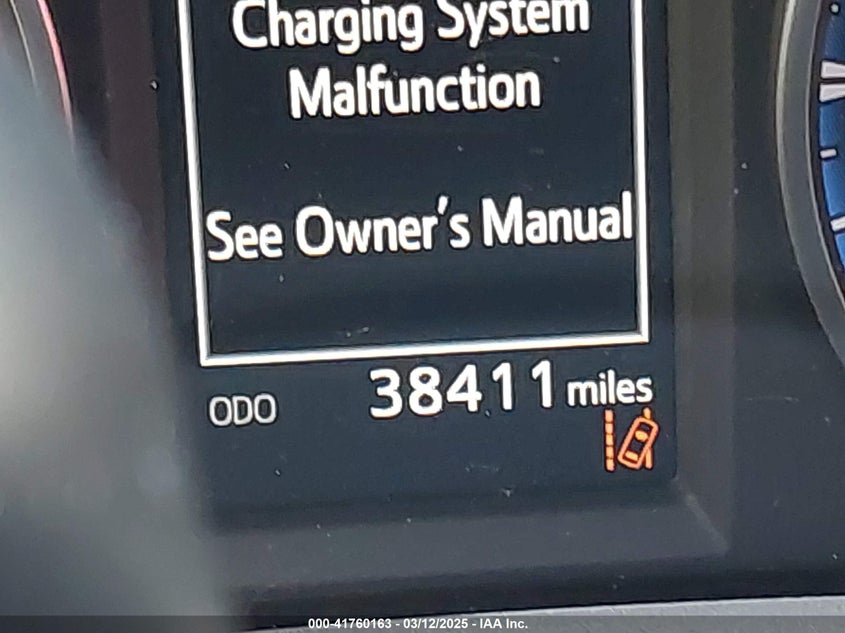 Charging System
Malfunction
See Owner's Manual
ODO 38411 miles
000-41760163 - 03/12/2025 - IAA Inc.